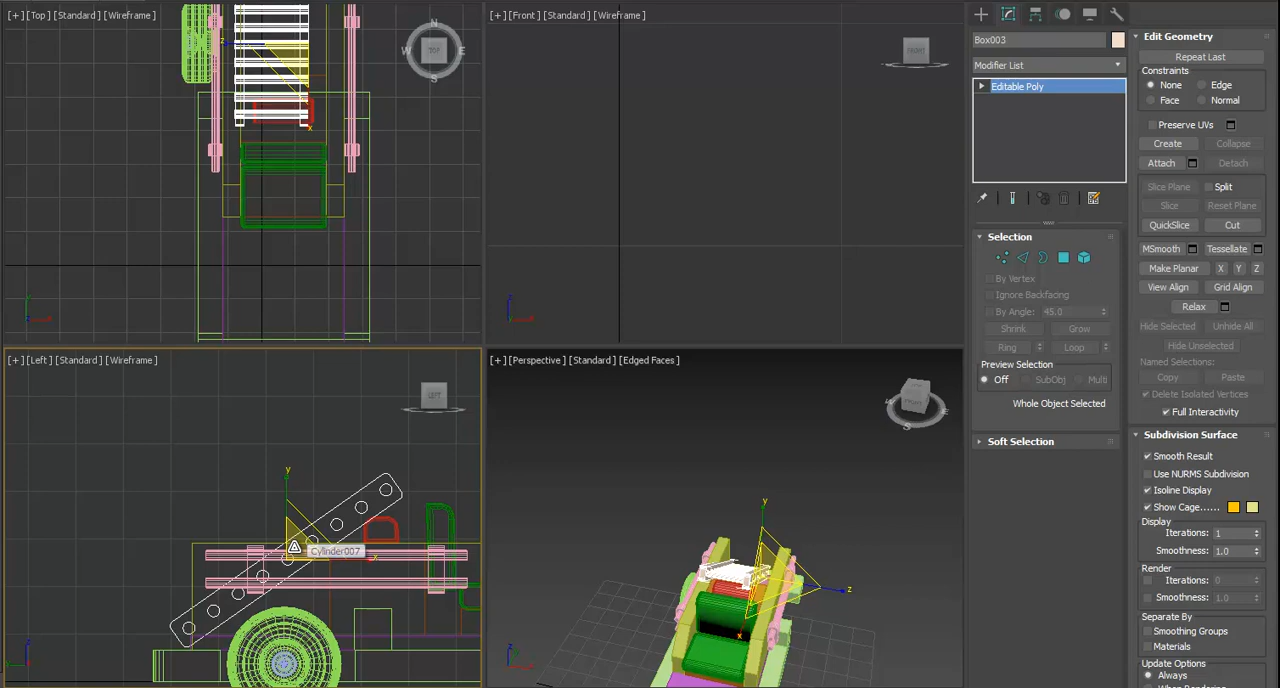 [+] [Top] [Standard] [Wireframe]
N
W TOP E
S
z
x
[+] [Front] [Standard] [Wireframe]
FRONT
z
[+] [Left] [Standard] [Wireframe]
LEFT
y
Cylinder007
x
z
[+] [Perspective] [Standard] [Edged Faces]
FRONT
S
y
z
x
Box003
Modifier List
Editable Poly
Selection
By Vertex
Ignore Backfacing
By Angle: 45.0
Shrink Grow
Ring Loop
Preview Selection
Off SubObj Multi
Whole Object Selected
Soft Selection
Edit Geometry
Repeat Last
Constraints
None Edge
Face Normal
Preserve UVs
Create Collapse
Attach Detach
Slice Plane Split
Slice Reset Plane
QuickSlice Cut
MSmooth Tessellate
Make Planar X Y Z
View Align Grid Align
Relax
Hide Selected Unhide All
Hide Unselected
Named Selections:
Copy Paste
Delete Isolated Vertices
Full Interactivity
Subdivision Surface
Smooth Result
Use NURMS Subdivision
Isoline Display
Show Cage......
Display
Iterations: 1
Smoothness: 1.0
Render
Iterations: 0
Smoothness: 1.0
Separate By
Smoothing Groups
Materials
Update Options
Always
When Rendering